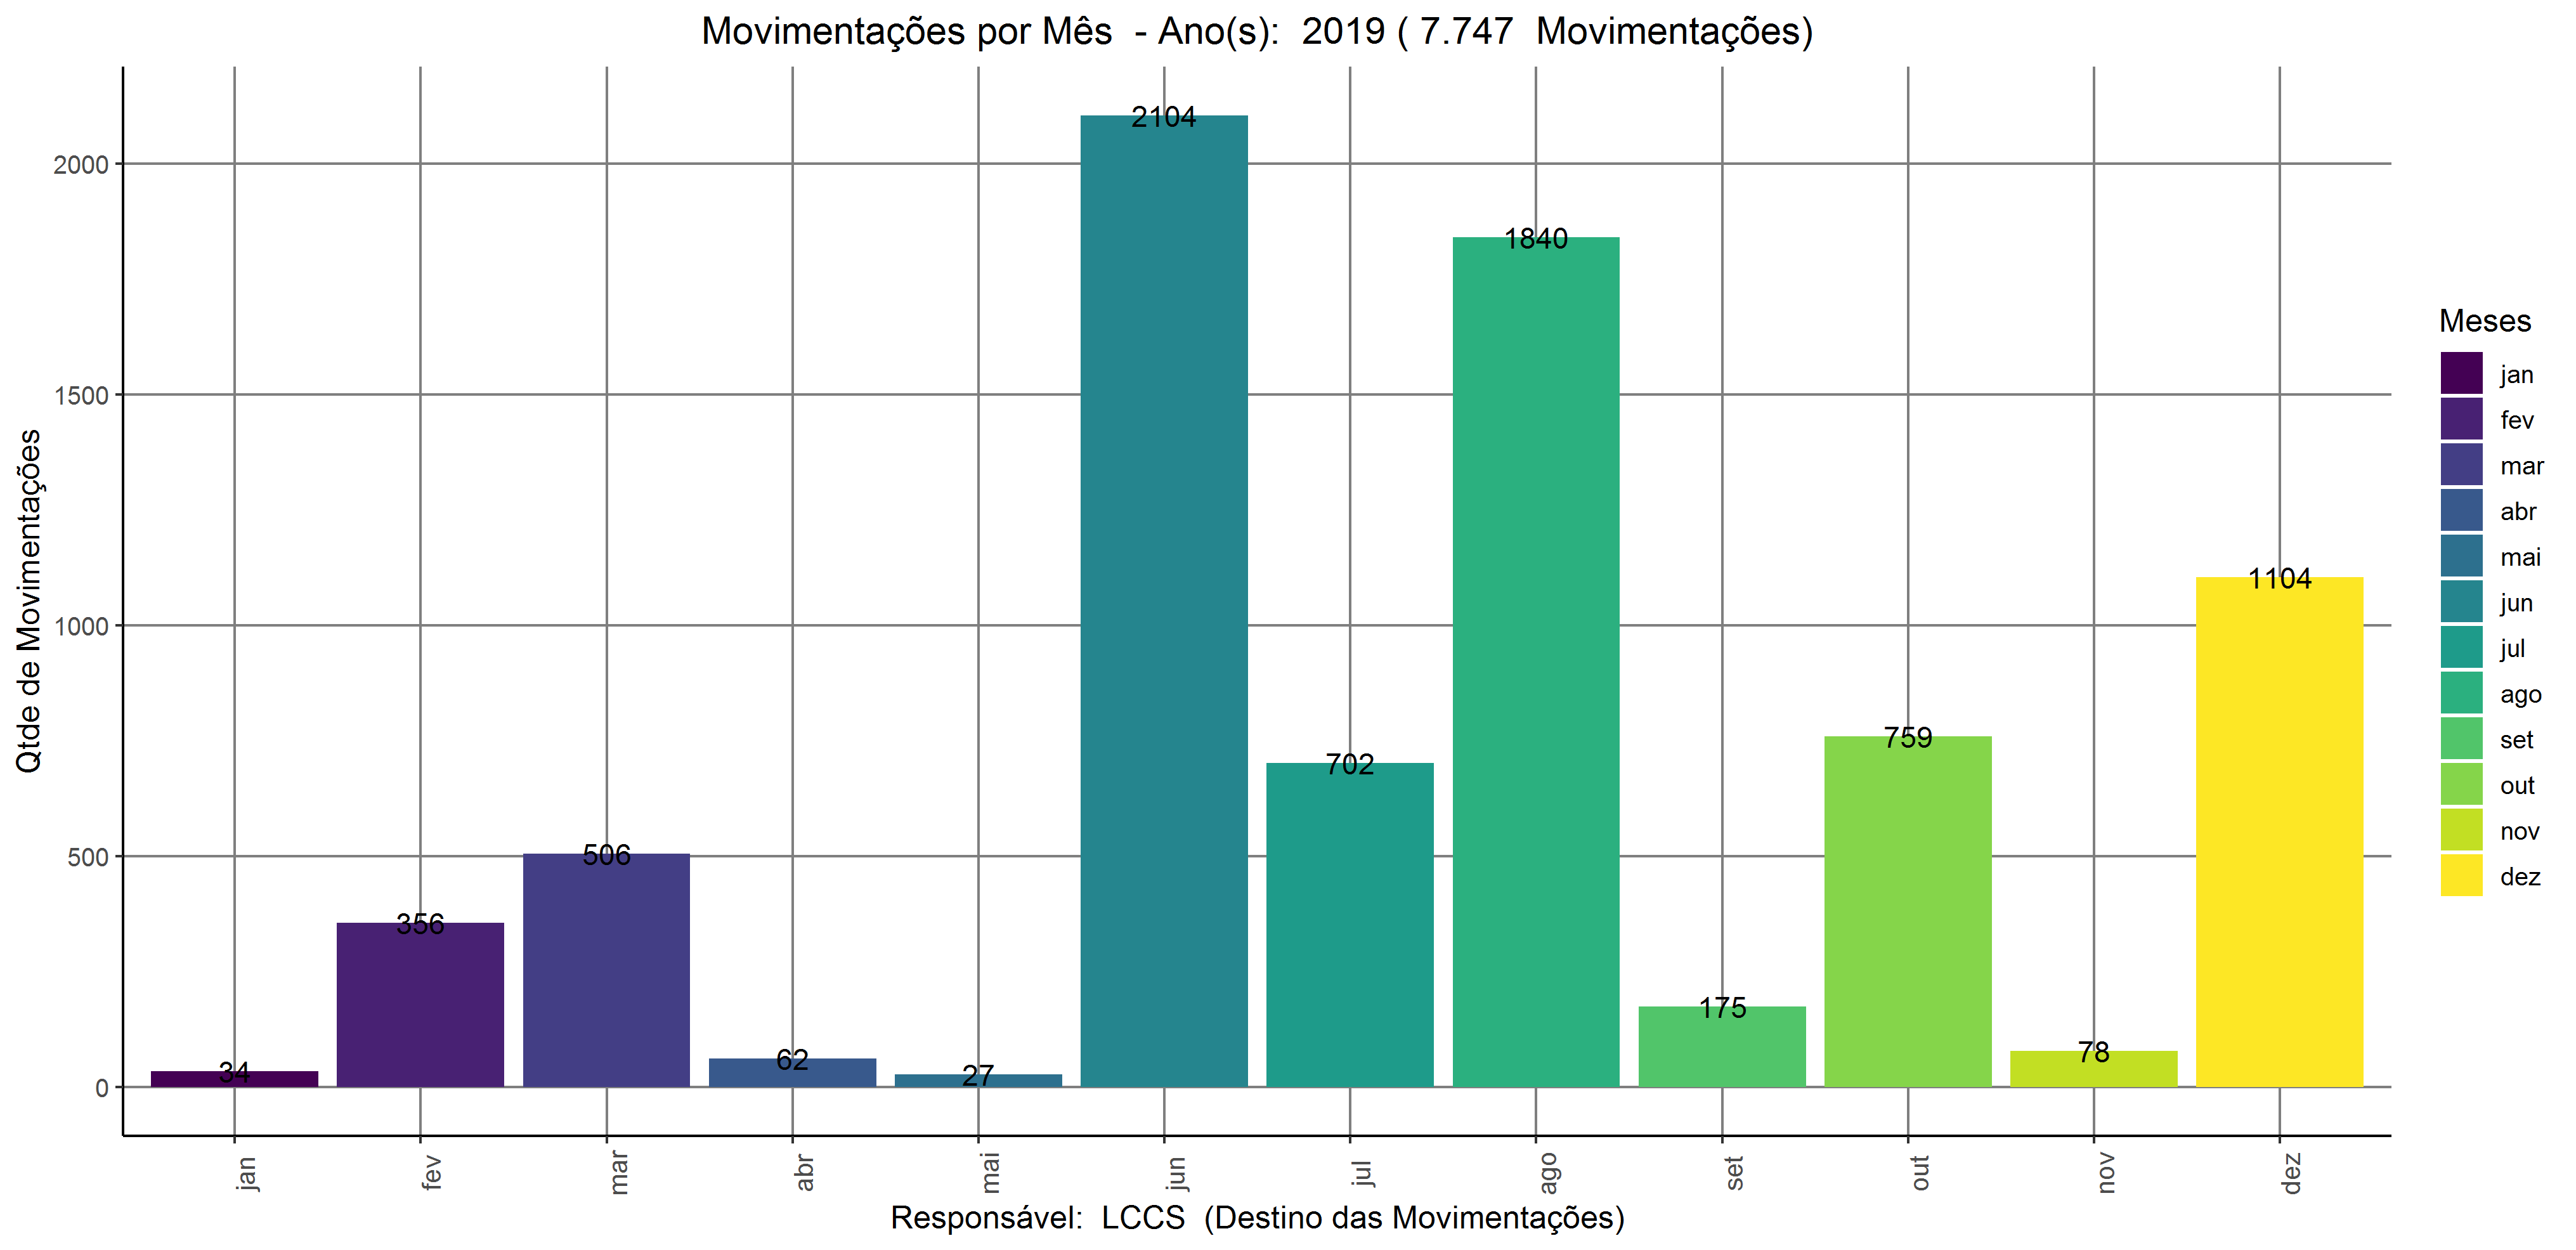 Movimentações por Mês - Ano(s): 2019 ( 7.747 Movimentações)
Qtde de Movimentações
2000
1500
1000
500
0
34
356
506
62
27
2104
702
1840
175
759
78
1104
jan
fev
mar
abr
mai
jun
jul
ago
set
out
nov
dez
Responsável: LCCS (Destino das Movimentações)
Meses
jan
fev
mar
abr
mai
jun
jul
ago
set
out
nov
dez